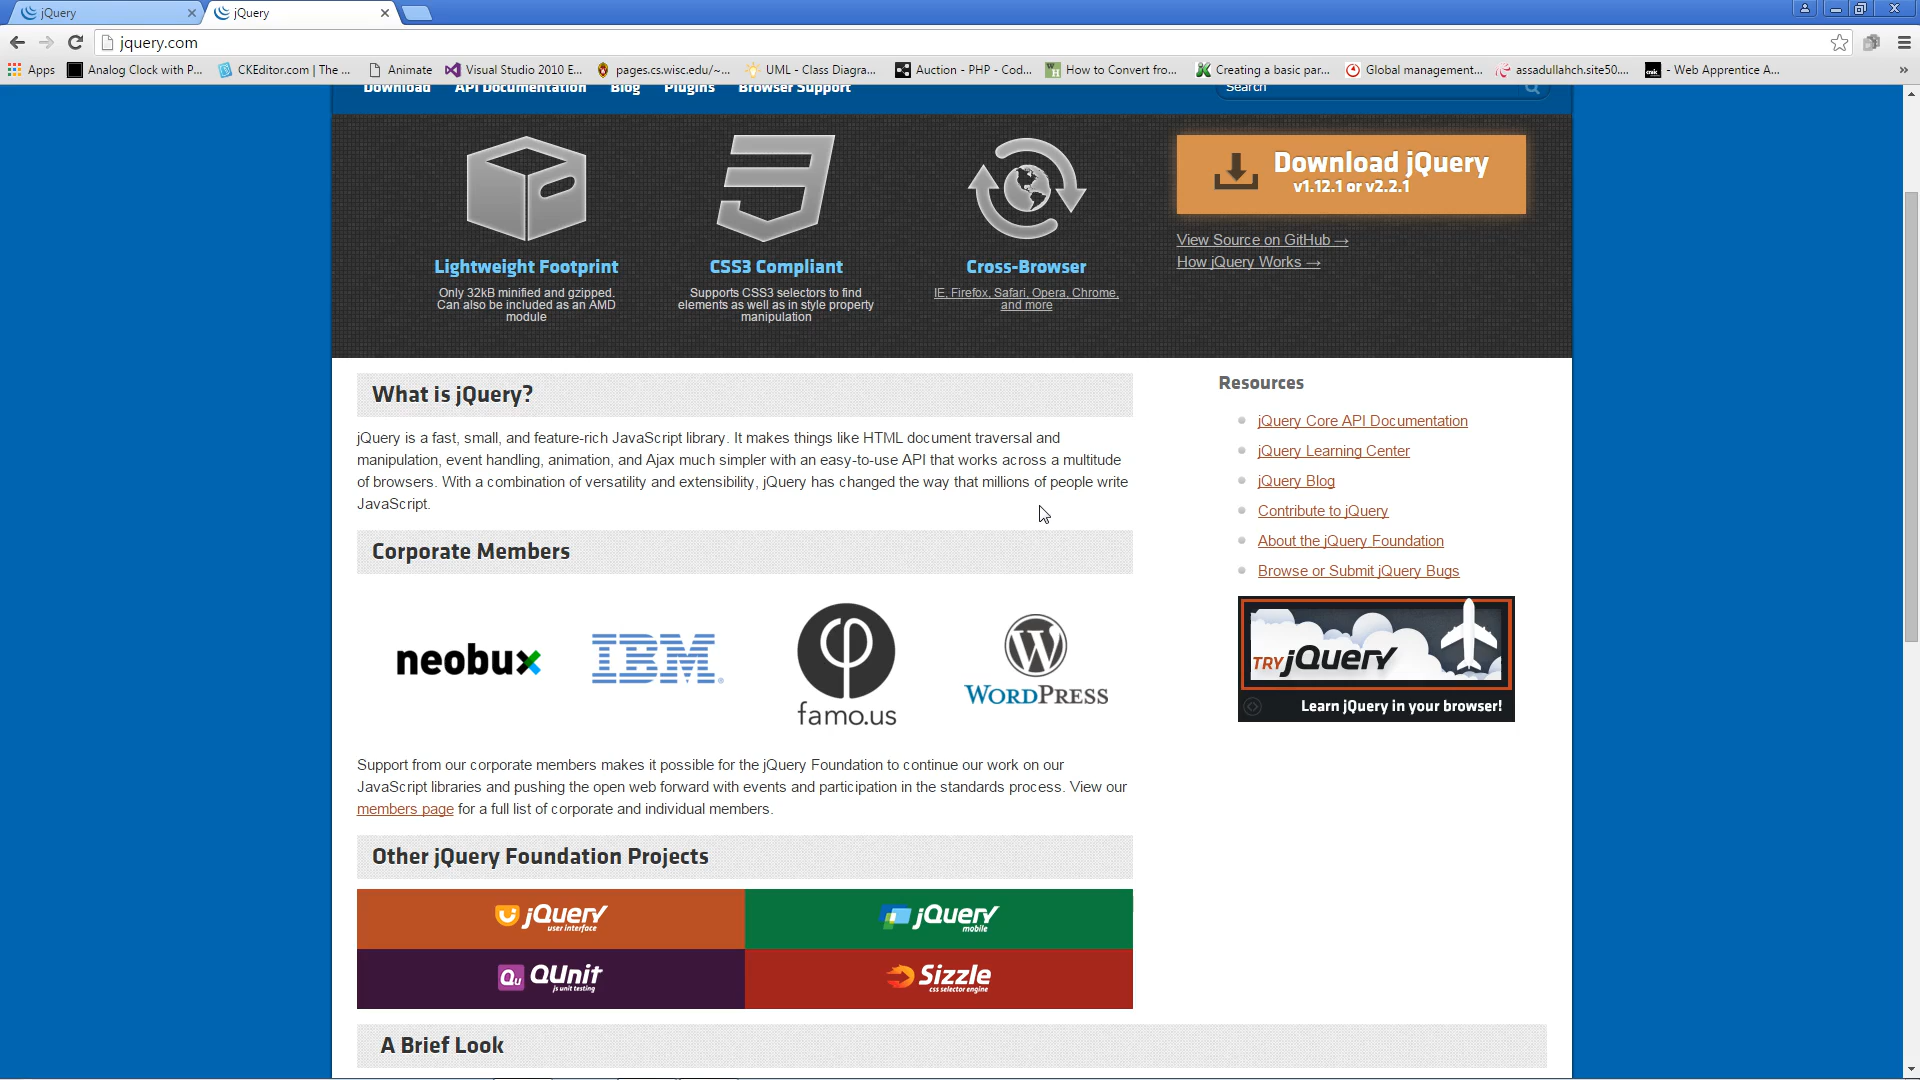 jQuery
jQuery
jquery.com
Apps
Analog Clock with P...
CKEditor.com | The ...
Animate
Visual Studio 2010 E...
pages.cs.wisc.edu/~...
UML - Class Diagra...
Auction - PHP - Cod...
How to Convert fro...
Creating a basic par...
Global management...
assadullahch.site50....
- Web Apprentice A...
»
Download
API Documentation
Blog
Plugins
Browser Support
Search
Lightweight Footprint
Only 32kB minified and gzipped.
Can also be included as an AMD
module
CSS3 Compliant
Supports CSS3 selectors to find
elements as well as in style property
manipulation
Cross-Browser
IE, Firefox, Safari, Opera, Chrome,
and more
Download jQuery
v1.12.1 or v2.2.1
View Source on GitHub →
How jQuery Works →
What is jQuery?
jQuery is a fast, small, and feature-rich JavaScript library. It makes things like HTML document traversal and
manipulation, event handling, animation, and Ajax much simpler with an easy-to-use API that works across a multitude
of browsers. With a combination of versatility and extensibility, jQuery has changed the way that millions of people write
JavaScript.
Resources
jQuery Core API Documentation
jQuery Learning Center
jQuery Blog
Contribute to jQuery
About the jQuery Foundation
Browse or Submit jQuery Bugs
TRY jQuery
Learn jQuery in your browser!
Corporate Members
neobux
IBM®
famo.us
WORDPRESS
Support from our corporate members makes it possible for the jQuery Foundation to continue our work on our
JavaScript libraries and pushing the open web forward with events and participation in the standards process. View our
members page for a full list of corporate and individual members.
Other jQuery Foundation Projects
jQuery
user interface
jQuery
mobile
Qu QUnit
js unit testing
Sizzle
css selector engine
A Brief Look